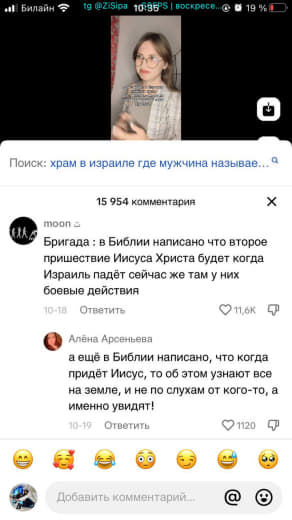 Билайн
tg @ZiSipa
10:35
воскресе...
19 %
Поиск: храм в израиле где мужчина называе...
15 954 комментария
moon
Бригада : в Библии написано что второе
пришествие Иисуса Христа будет когда
Израиль падёт сейчас же там у них
боевые действия
10-18 Ответить 11,6K
Алёна Арсеньева
а ещё в Библии написано, что когда
придёт Иисус, то об этом узнают все
на земле, и не по слухам от кого-то, а
именно увидят!
10-19 Ответить 1120
Добавить комментарий...